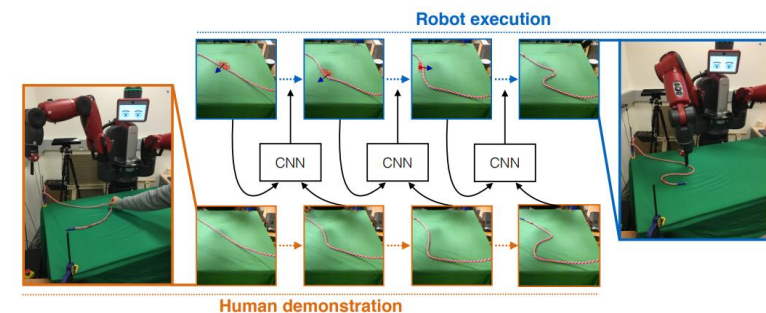 Robot execution
CNN
CNN
CNN
Human demonstration